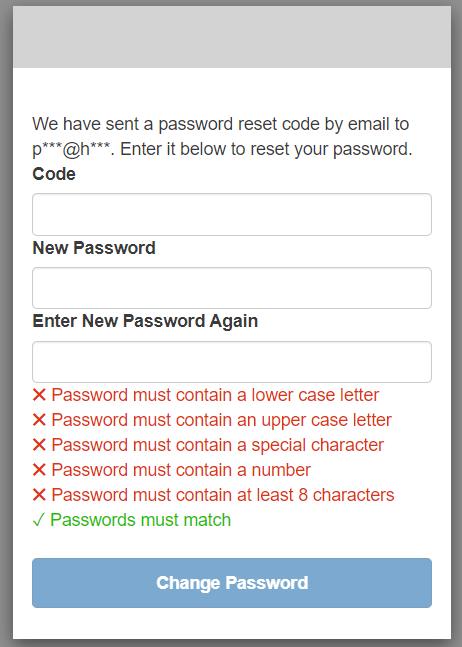 We have sent a password reset code by email to
p***@h***. Enter it below to reset your password.
Code
New Password
Enter New Password Again
❌ Password must contain a lower case letter
❌ Password must contain an upper case letter
❌ Password must contain a special character
❌ Password must contain a number
❌ Password must contain at least 8 characters
✓ Passwords must match
Change Password